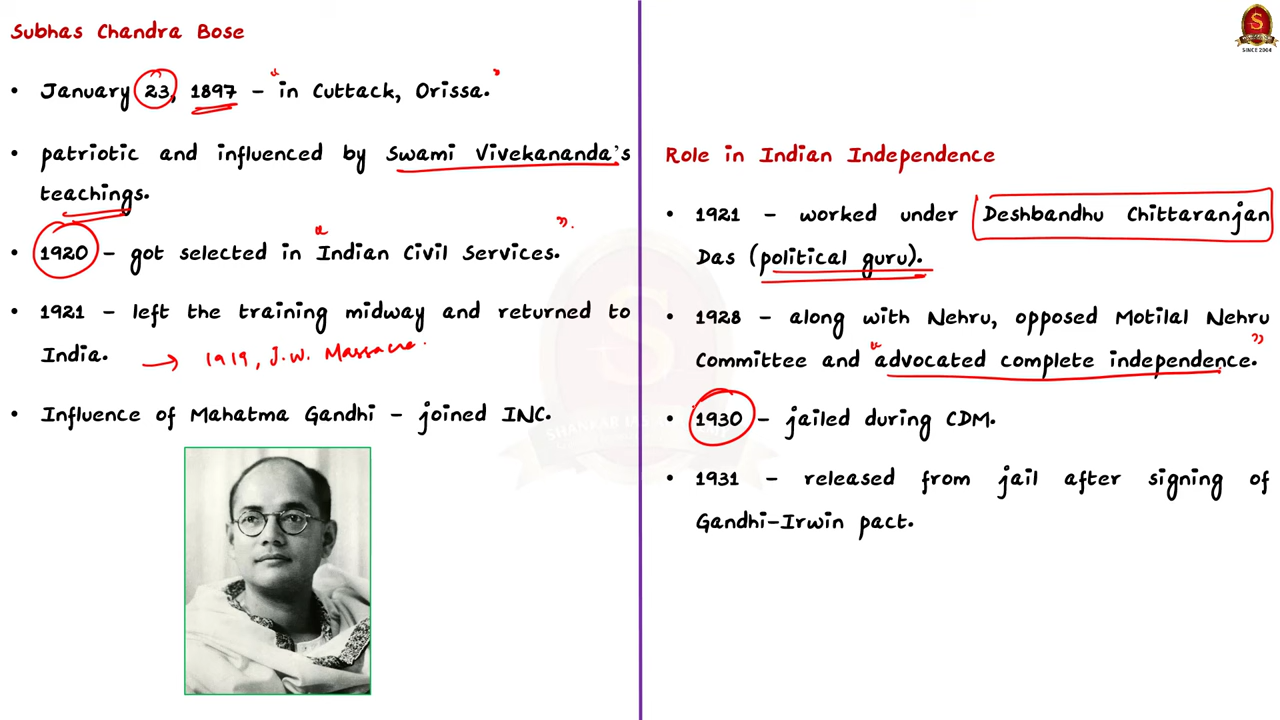 Subhas Chandra Bose
• January 23, 1897 – "in Cuttack, Orissa."
• patriotic and influenced by Swami Vivekananda's
teachings.
• 1920 – got selected in "Indian Civil Services."
• 1921 – left the training midway and returned to
India.
→ 1919, J.W. Massacre.
• Influence of Mahatma Gandhi – joined INC.
Role in Indian Independence
• 1921 – worked under Deshbandhu Chittaranjan
Das (political guru).
• 1928 – along with Nehru, opposed Motilal Nehru
Committee and "advocated complete independence."
• 1930 – jailed during CDM.
• 1931 – released from jail after signing of
Gandhi-Irwin pact.
S
SINCE 2004